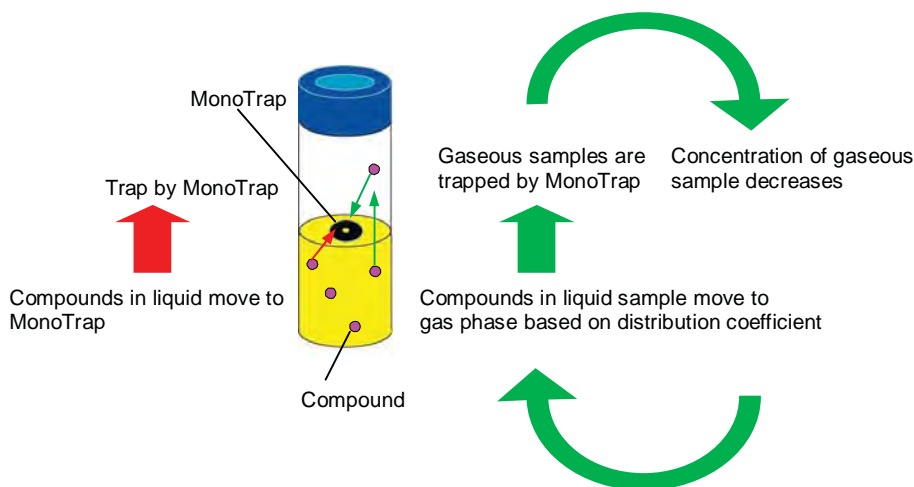 MonoTrap
Trap by MonoTrap
Compounds in liquid move to
MonoTrap
Compound
Gaseous samples are
trapped by MonoTrap
Concentration of gaseous
sample decreases
Compounds in liquid sample move to
gas phase based on distribution coefficient